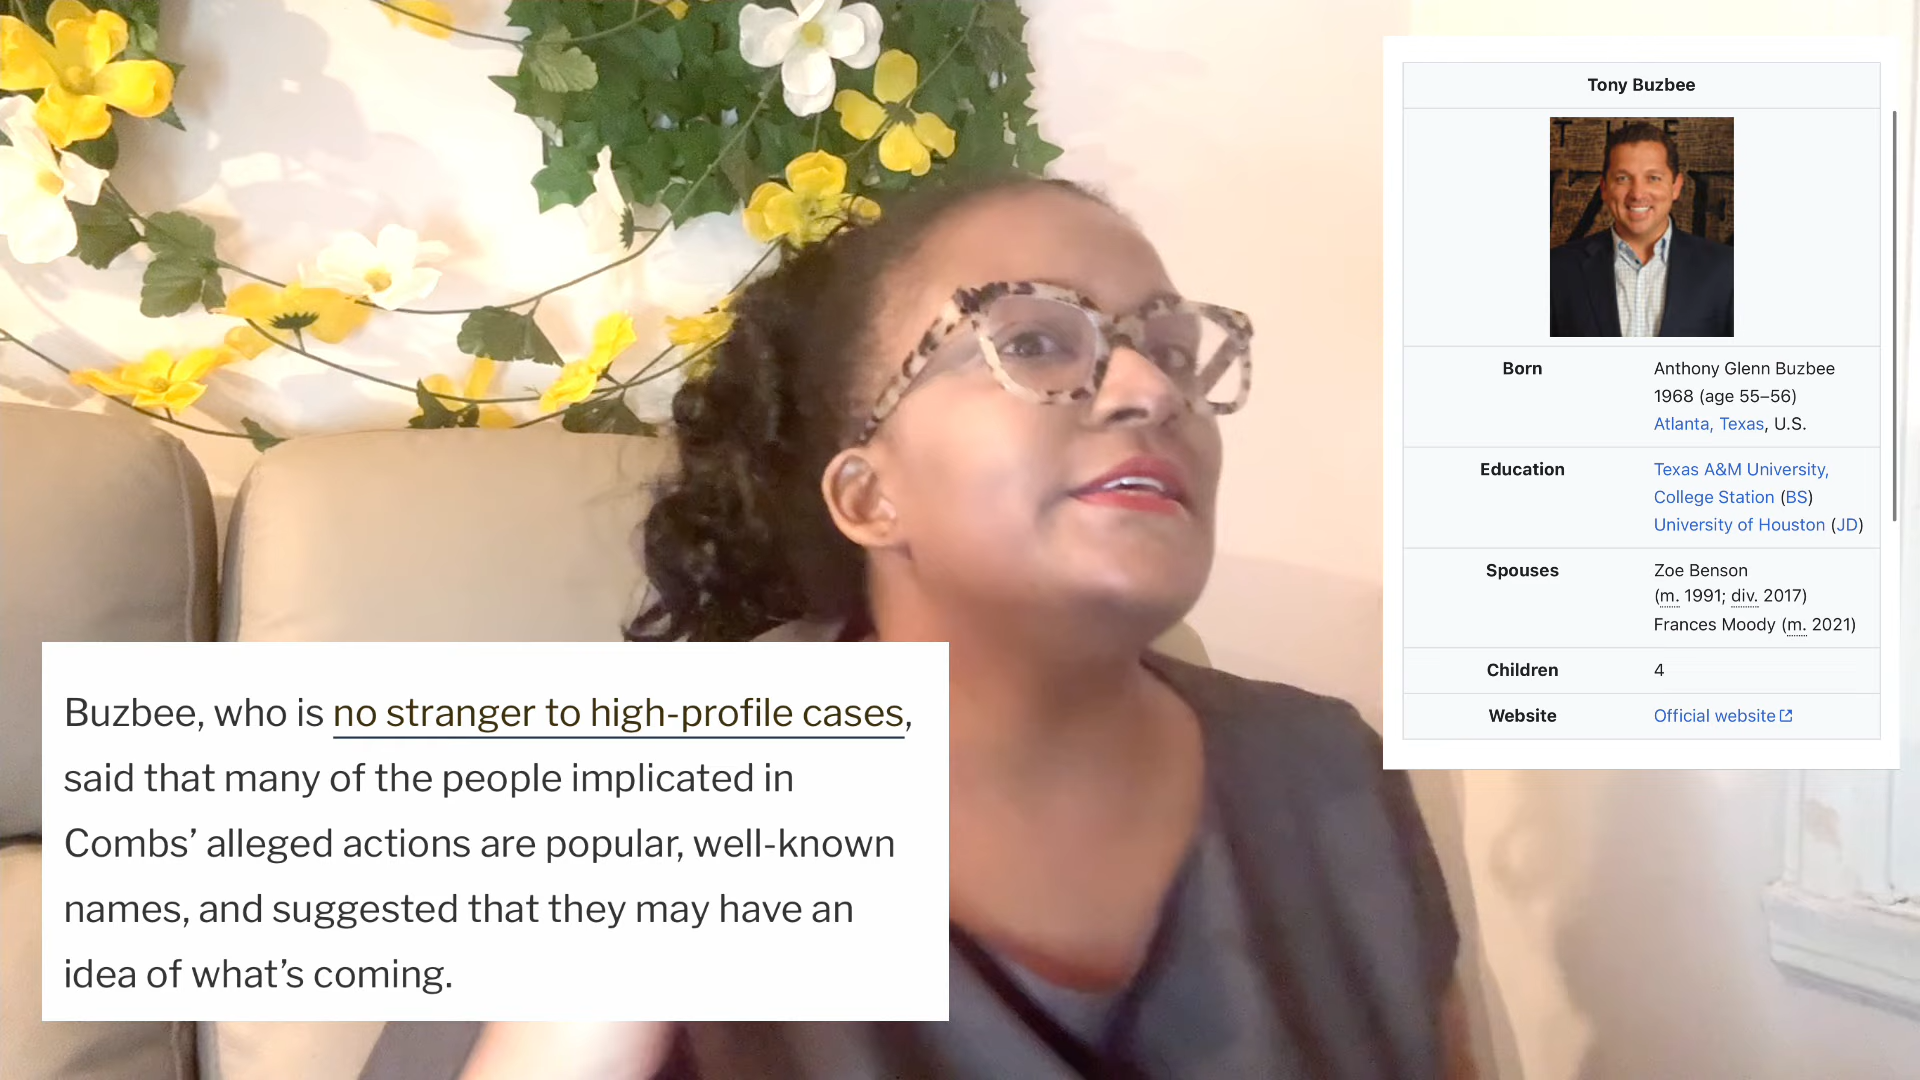 Tony Buzbee
THE
Born
Anthony Glenn Buzbee
1968 (age 55–56)
Atlanta, Texas, U.S.
Education
Texas A&M University,
College Station (BS)
University of Houston (JD)
Spouses
Zoe Benson
(m. 1991; div. 2017)
Frances Moody (m. 2021)
Children
4
Website
Official website
Buzbee, who is no stranger to high-profile cases,
said that many of the people implicated in
Combs’ alleged actions are popular, well-known
names, and suggested that they may have an
idea of what’s coming.